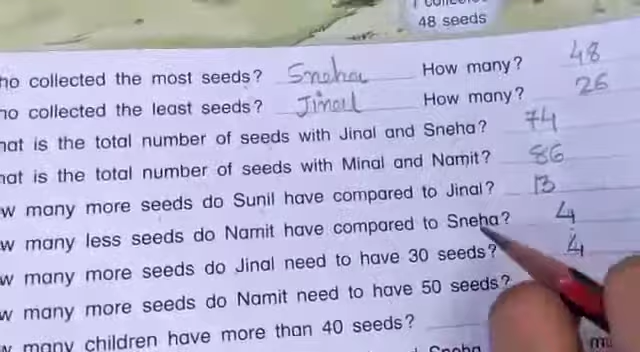 48 seeds
ho collected the most seeds? Sneha How many? 48
ho collected the least seeds? Jinal How many? 26
hat is the total number of seeds with Jinal and Sneha? 74
hat is the total number of seeds with Minal and Namit? 86
w many more seeds do Sunil have compared to Jinal? 13
w many less seeds do Namit have compared to Sneha? 4
w many more seeds do Jinal need to have 30 seeds? 4
w many more seeds do Namit need to have 50 seeds?
w many children have more than 40 seeds?